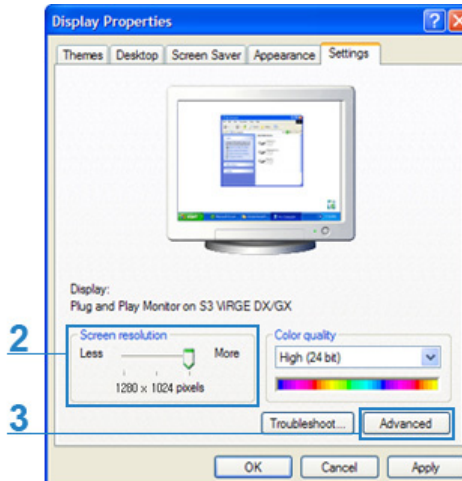 Display Properties
Themes Desktop Screen Saver Appearance Settings
Display:
Plug and Play Monitor on S3 ViRGE DX/GX
2
Screen resolution
Less More
1280 x 1024 pixels
Color quality
High (24 bit)
3
Troubleshoot... Advanced
OK Cancel Apply